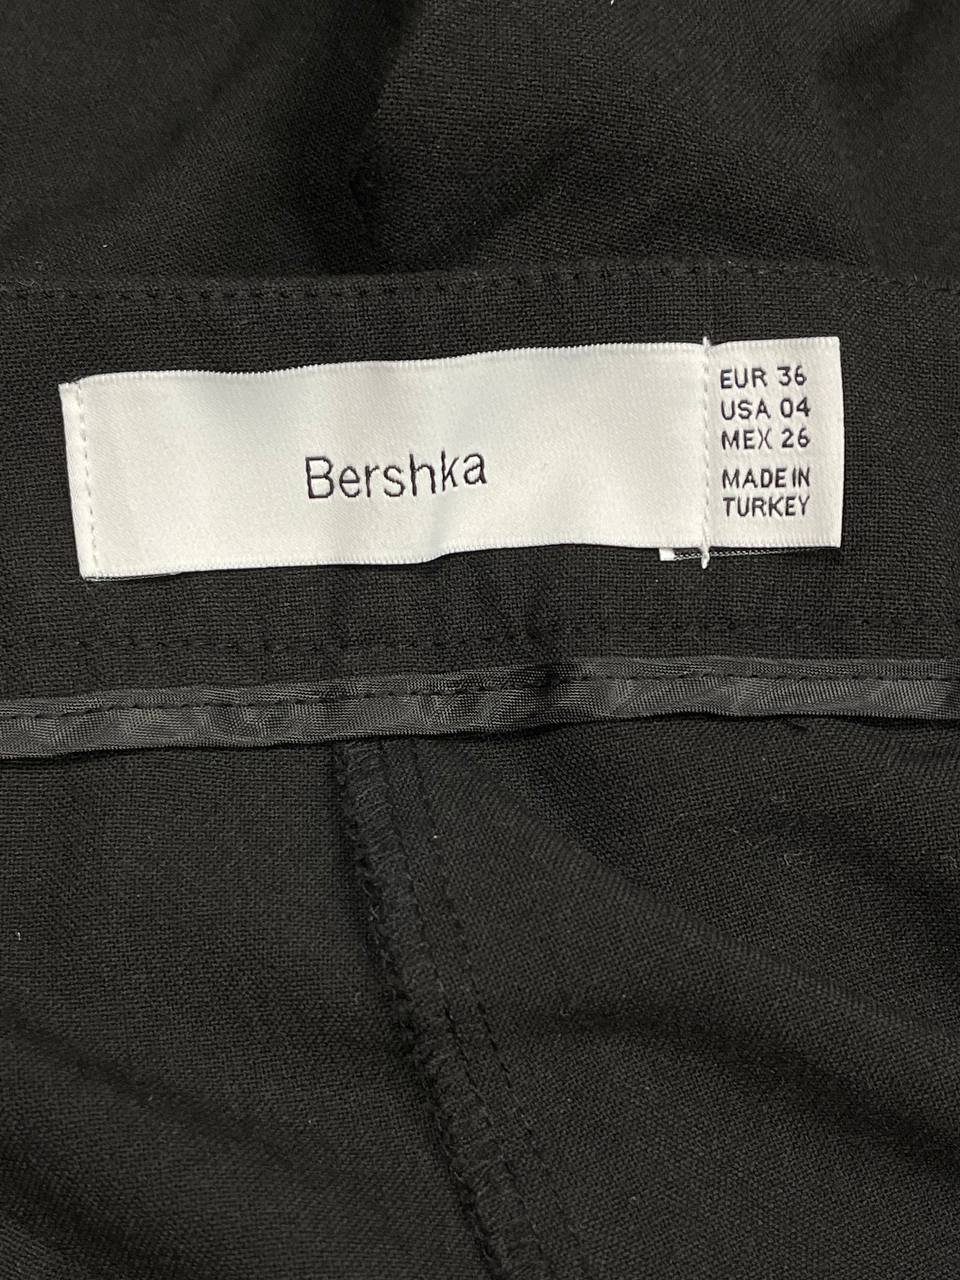 Bershka
EUR 36
USA 04
MEX 26
MADE IN
TURKEY